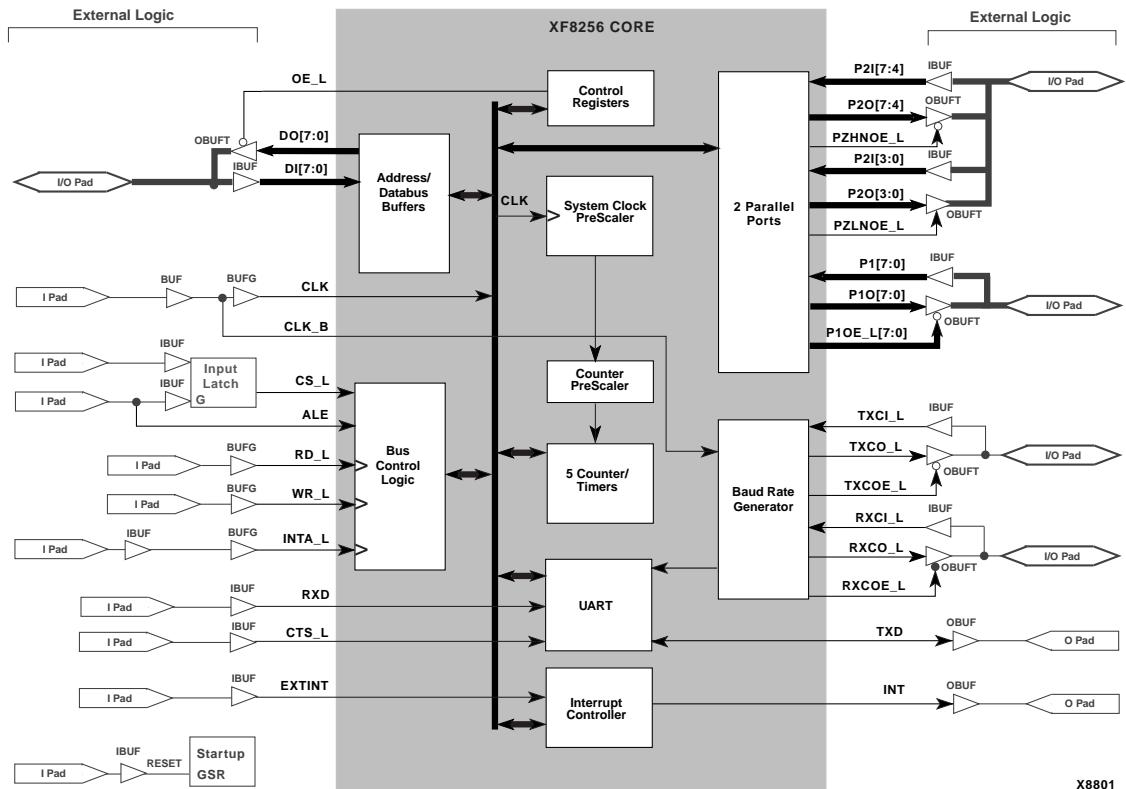 External Logic
XF8256 CORE
External Logic
OE_L
Control
Registers
OBUFT
DO[7:0]
IBUF
DI[7:0]
I/O Pad
Address/
Databus
Buffers
CLK
System Clock
PreScaler
2 Parallel
Ports
P2I[7:4]
IBUF
I/O Pad
P2O[7:4]
OBUFT
PZHNOE_L
P2I[3:0]
IBUF
P2O[3:0]
OBUFT
PZLNOE_L
P1[7:0]
IBUF
P1O[7:0]
OBUFT
I/O Pad
P1OE_L[7:0]
I Pad
BUF
BUFG
CLK
CLK_B
I Pad
IBUF
Input
Latch
G
CS_L
I Pad
IBUF
ALE
Counter
PreScaler
I Pad
BUFG
RD_L
Bus
Control
Logic
I Pad
BUFG
WR_L
I Pad
IBUF
BUFG
INTA_L
5 Counter/
Timers
Baud Rate
Generator
TXCI_L
IBUF
TXCO_L
OBUFT
I/O Pad
TXCOE_L
RXCI_L
IBUF
RXCO_L
OBUFT
I/O Pad
RXCOE_L
I Pad
IBUF
RXD
UART
I Pad
IBUF
CTS_L
TXD
OBUF
O Pad
I Pad
IBUF
EXTINT
Interrupt
Controller
INT
OBUF
O Pad
I Pad
IBUF
RESET
Startup
GSR
X8801